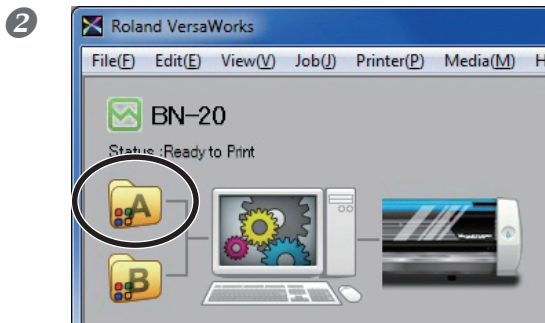 2
Roland VersaWorks
File(F) Edit(E) View(V) Job(J) Printer(P) Media(M) H
BN-20
Status :Ready to Print
A
B